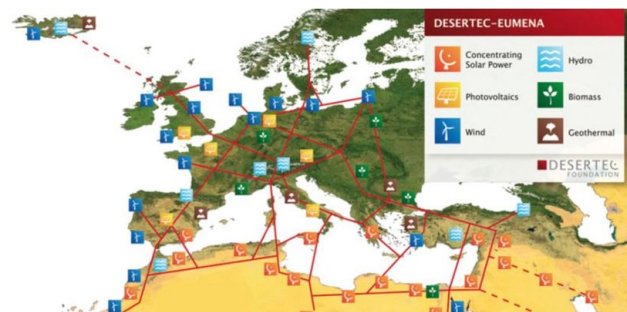 DESERTEC–EUMENA
Concentrating
Solar Power
Hydro
Photovoltaics
Biomass
Wind
Geothermal
DESERTEC
FOUNDATION